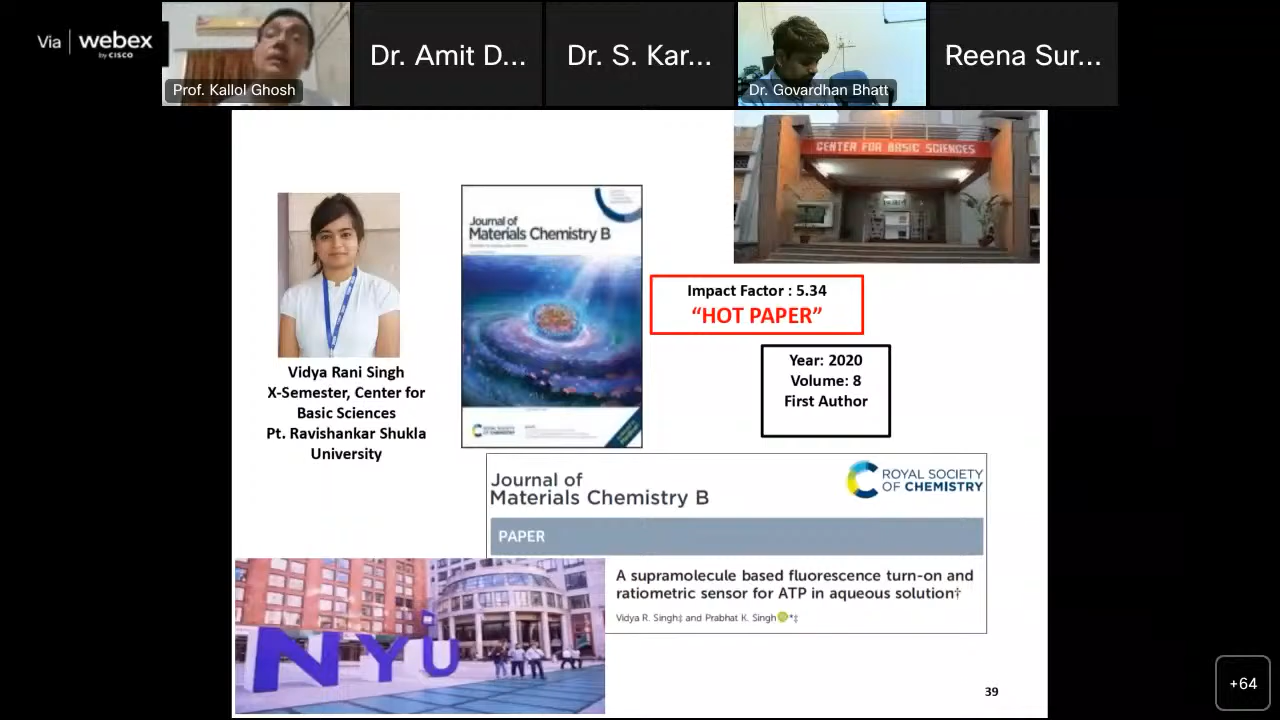 Via | webex
by CISCO
Prof. Kallol Ghosh
Dr. Amit D...
Dr. S. Kar...
Dr. Govardhan Bhatt
Reena Sur...
CENTER FOR BASIC SCIENCES
Journal of
Materials Chemistry B
Impact Factor : 5.34
“HOT PAPER”
Year: 2020
Volume: 8
First Author
Vidya Rani Singh
X-Semester, Center for
Basic Sciences
Pt. Ravishankar Shukla
University
Journal of
Materials Chemistry B
ROYAL SOCIETY
OF CHEMISTRY
PAPER
A supramolecule based fluorescence turn-on and
ratiometric sensor for ATP in aqueous solution†
Vidya R. Singh‡ and Prabhat K. Singh*‡
NYU
39
+64